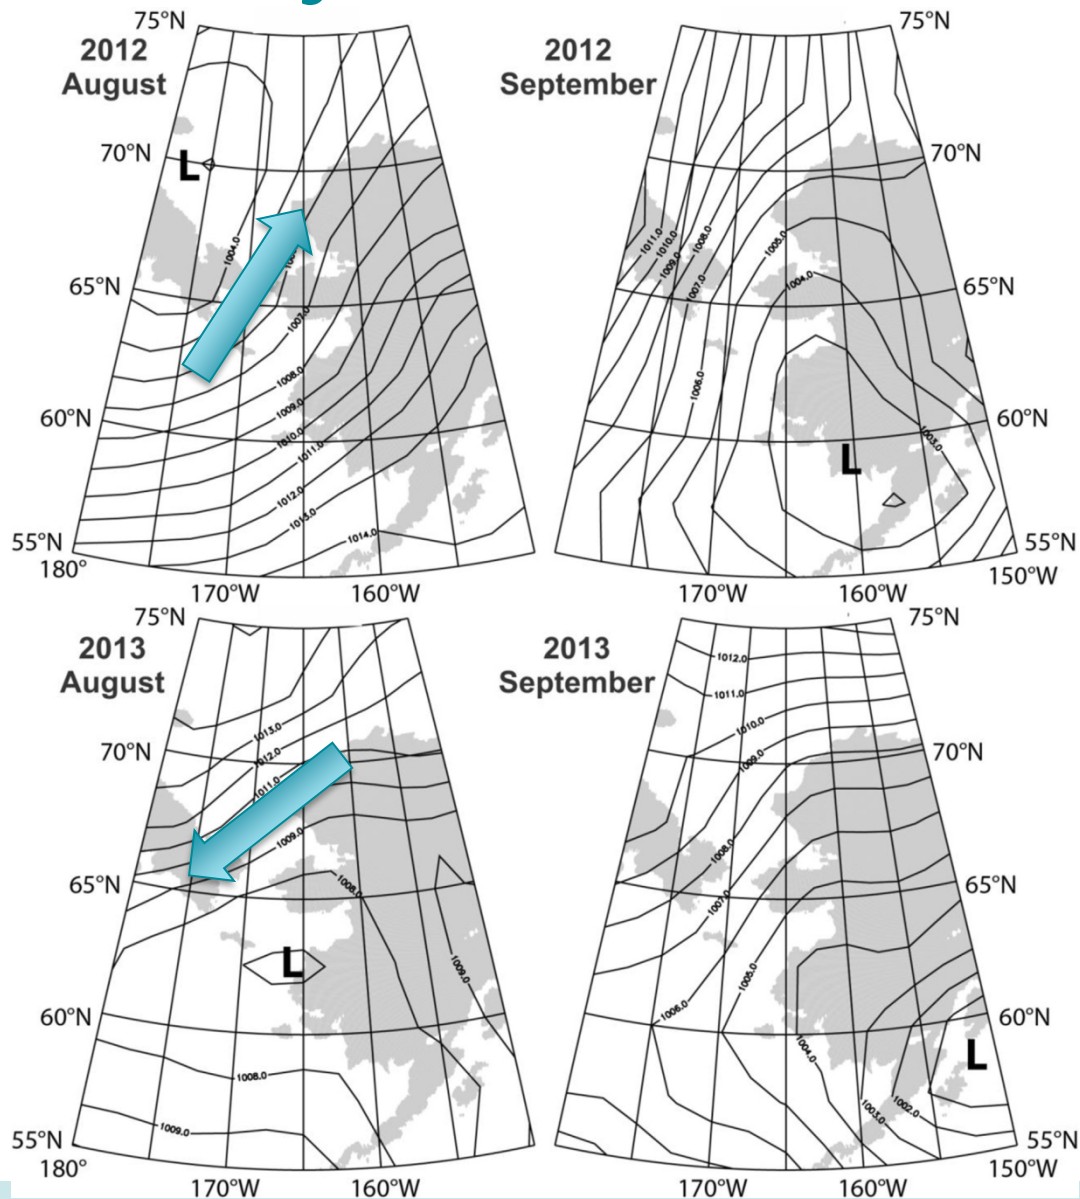 75°N
2012
August
70°N
L
1004.0
65°N
1007.0
1008.0
60°N
1009.0
1010.0
1011.0
1012.0
1013.0
1014.0
55°N
180°
170°W 160°W
2012
September
75°N
70°N
1011.0
1010.0
1009.0
1008.0
1007.0
1006.0
1005.0
1004.0
65°N
60°N
1003.0
L
55°N
150°W
170°W 160°W
75°N
2013
August
70°N
1013.0
1012.0
1011.0
1009.0
65°N
1008.0
L
1009.0
60°N
1008.0
1009.0
55°N
180°
170°W 160°W
2013
September
75°N
1012.0
1011.0
1010.0
1009.0
70°N
1008.0
1007.0
65°N
1005.0
1006.0
60°N
1004.0
L
1003.0
1002.0
55°N
150°W
170°W 160°W